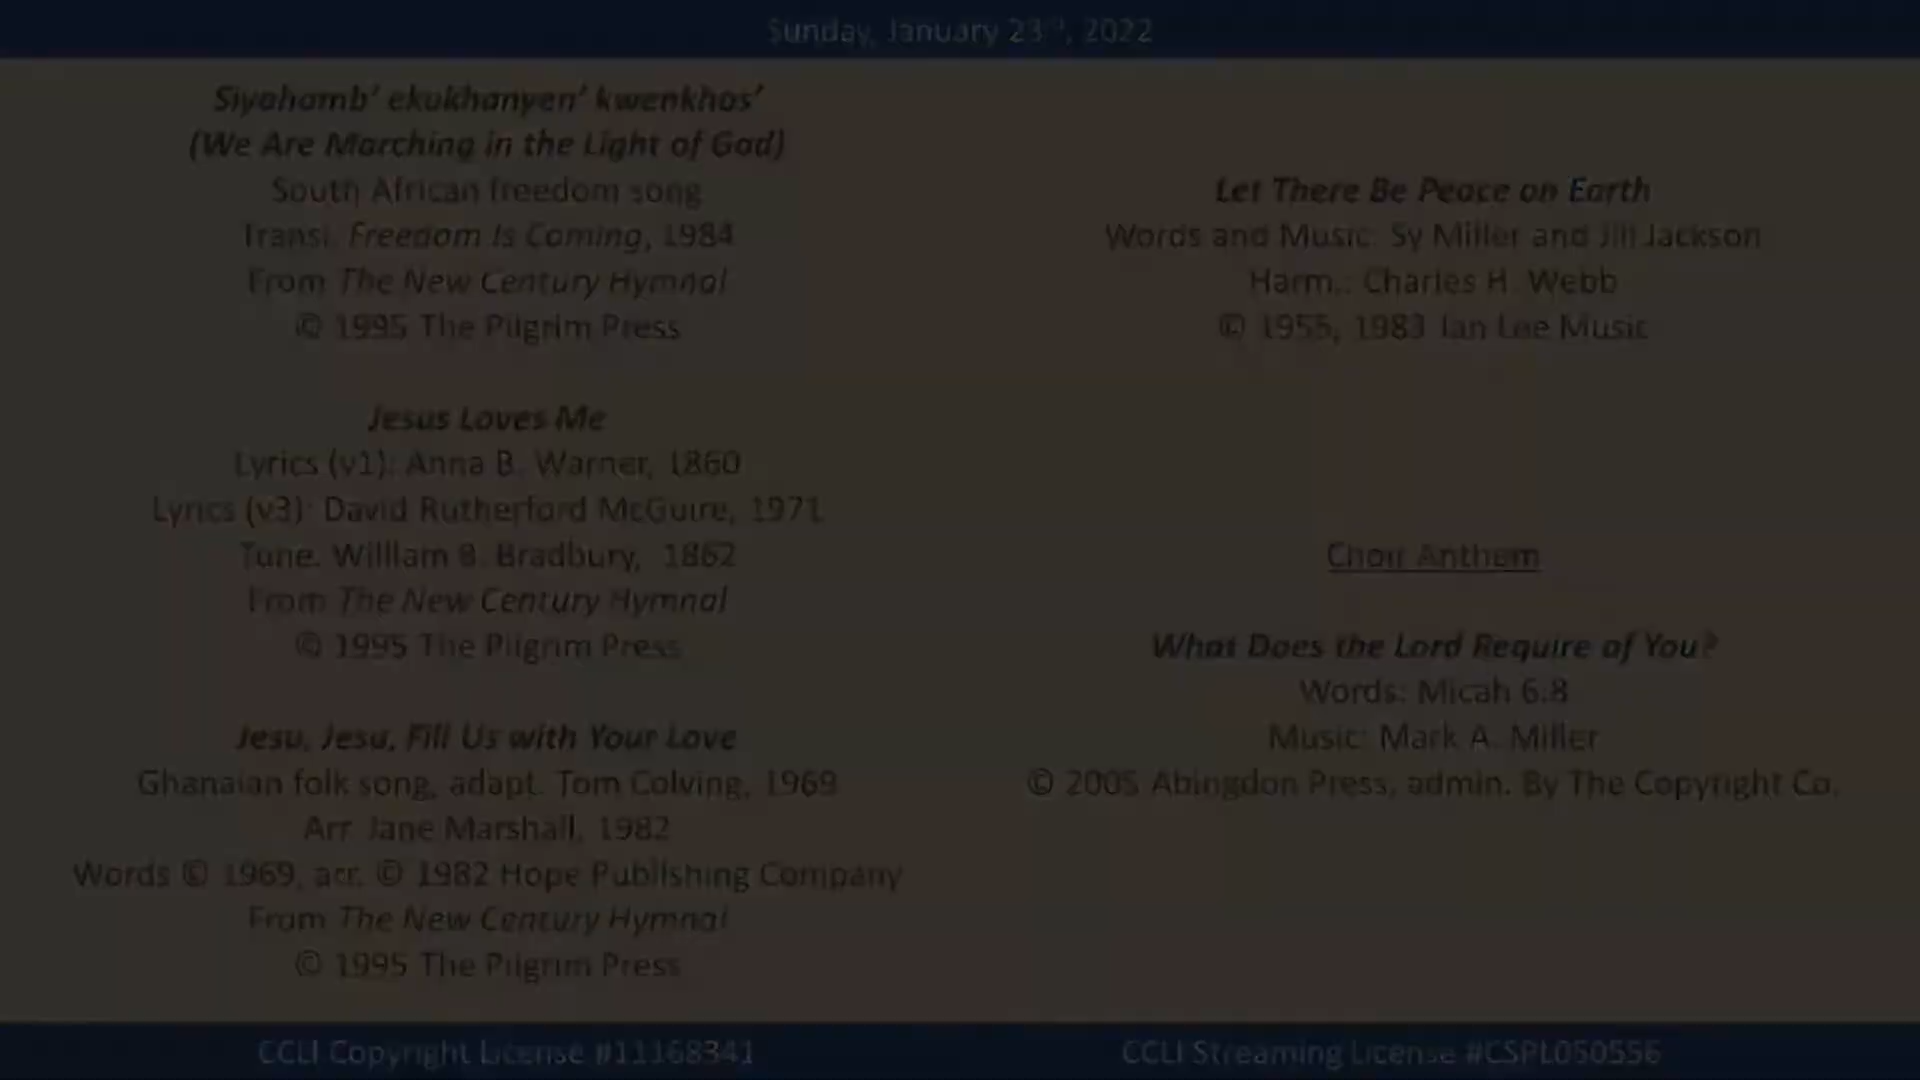 Sunday, January 23rd, 2022
Siyahamb' ekukhanyen' kwenkhos'
(We Are Marching in the Light of God)
South African freedom song
Transl. Freedom Is Coming, 1984
From The New Century Hymnal
© 1995 The Pilgrim Press
Jesus Loves Me
Lyrics (v1): Anna B. Warner, 1860
Lyrics (v3): David Rutherford McGuire, 1971
Tune. William B. Bradbury, 1862
From The New Century Hymnal
© 1995 The Pilgrim Press
Jesu, Jesu, Fill Us with Your Love
Ghanaian folk song, adapt. Tom Colving, 1969
Arr. Jane Marshall, 1982
Words © 1969, arr. © 1982 Hope Publishing Company
From The New Century Hymnal
© 1995 The Pilgrim Press
Let There Be Peace on Earth
Words and Music: Sy Miller and Jill Jackson
Harm.: Charles H. Webb
© 1955, 1983 Jan Lee Music
Choir Anthem
What Does the Lord Require of You?
Words: Micah 6:8
Music: Mark A. Miller
© 2005 Abingdon Press, admin. By The Copyright Co.
CCLI Copyright License #11168341
CCLI Streaming License #CSPL050556